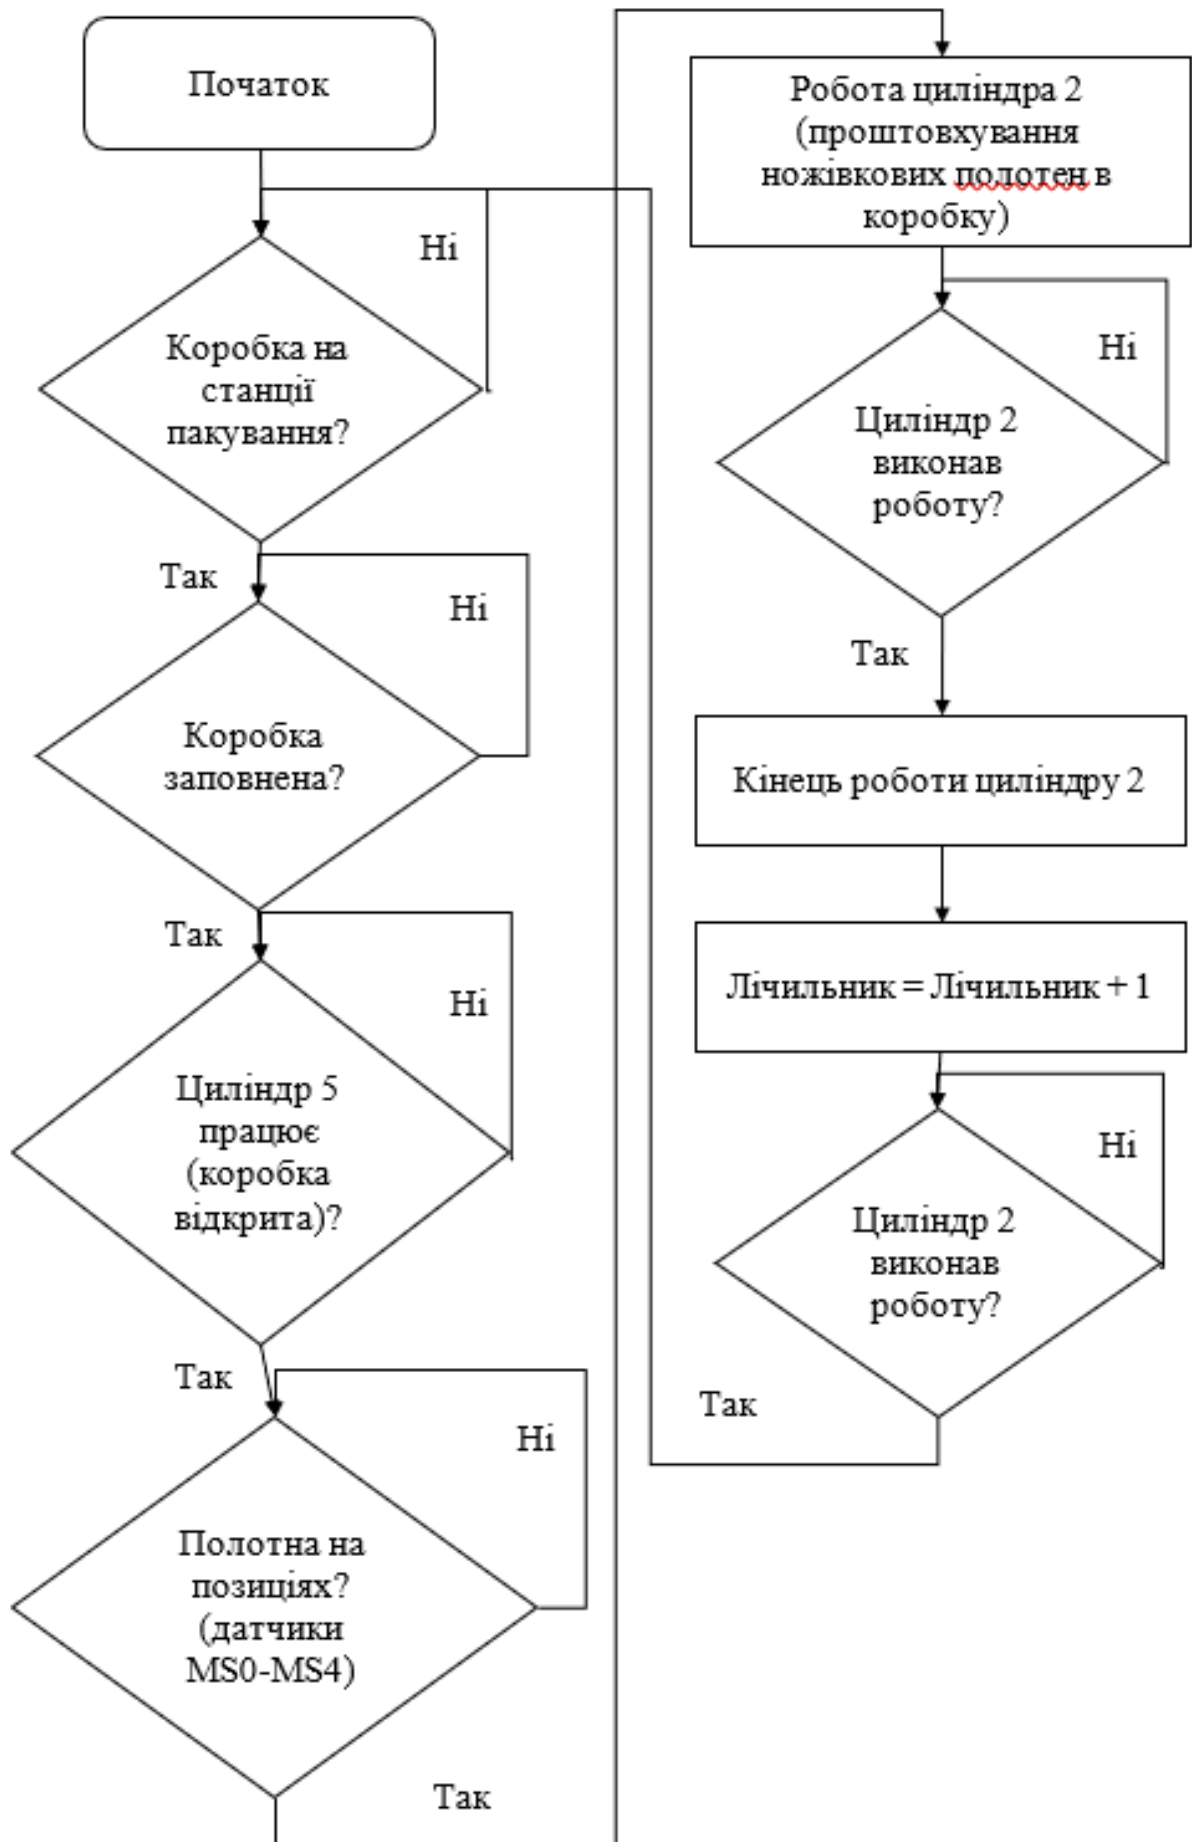 Початок
Ні
Коробка на
станції
пакування?
Так
Ні
Коробка
заповнена?
Так
Ні
Циліндр 5
працює
(коробка
відкрита)?
Так
Ні
Полотна на
позиціях?
(датчики
MS0-MS4)
Так
Робота циліндра 2
(проштовхування
ножівкових полотен в
коробку)
Ні
Циліндр 2
виконав
роботу?
Так
Кінець роботи циліндру 2
Лічильник = Лічильник + 1
Ні
Циліндр 2
виконав
роботу?
Так